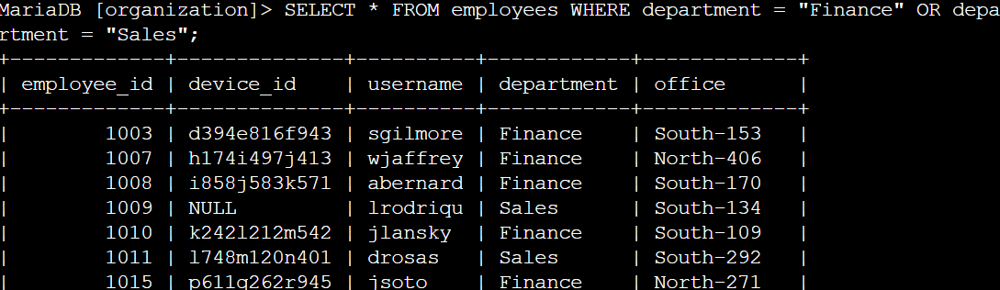 MariaDB [organization]> SELECT * FROM employees WHERE department = "Finance" OR depa
rtment = "Sales";
+-------------+--------------+----------+------------+-------------+
| employee_id | device_id    | username | department | office      |
+-------------+--------------+----------+------------+-------------+
|        1003 | d394e816f943 | sgilmore | Finance    | South-153   |
|        1007 | h174i497j413 | wjaffrey | Finance    | North-406   |
|        1008 | i858j583k571 | abernard | Finance    | South-170   |
|        1009 | NULL         | lrodriqu | Sales      | South-134   |
|        1010 | k242l212m542 | jlansky  | Finance    | South-109   |
|        1011 | l748m120n401 | drosas   | Sales      | South-292   |
|        1015 | p611q262r945 | jsoto    | Finance    | North-271   |